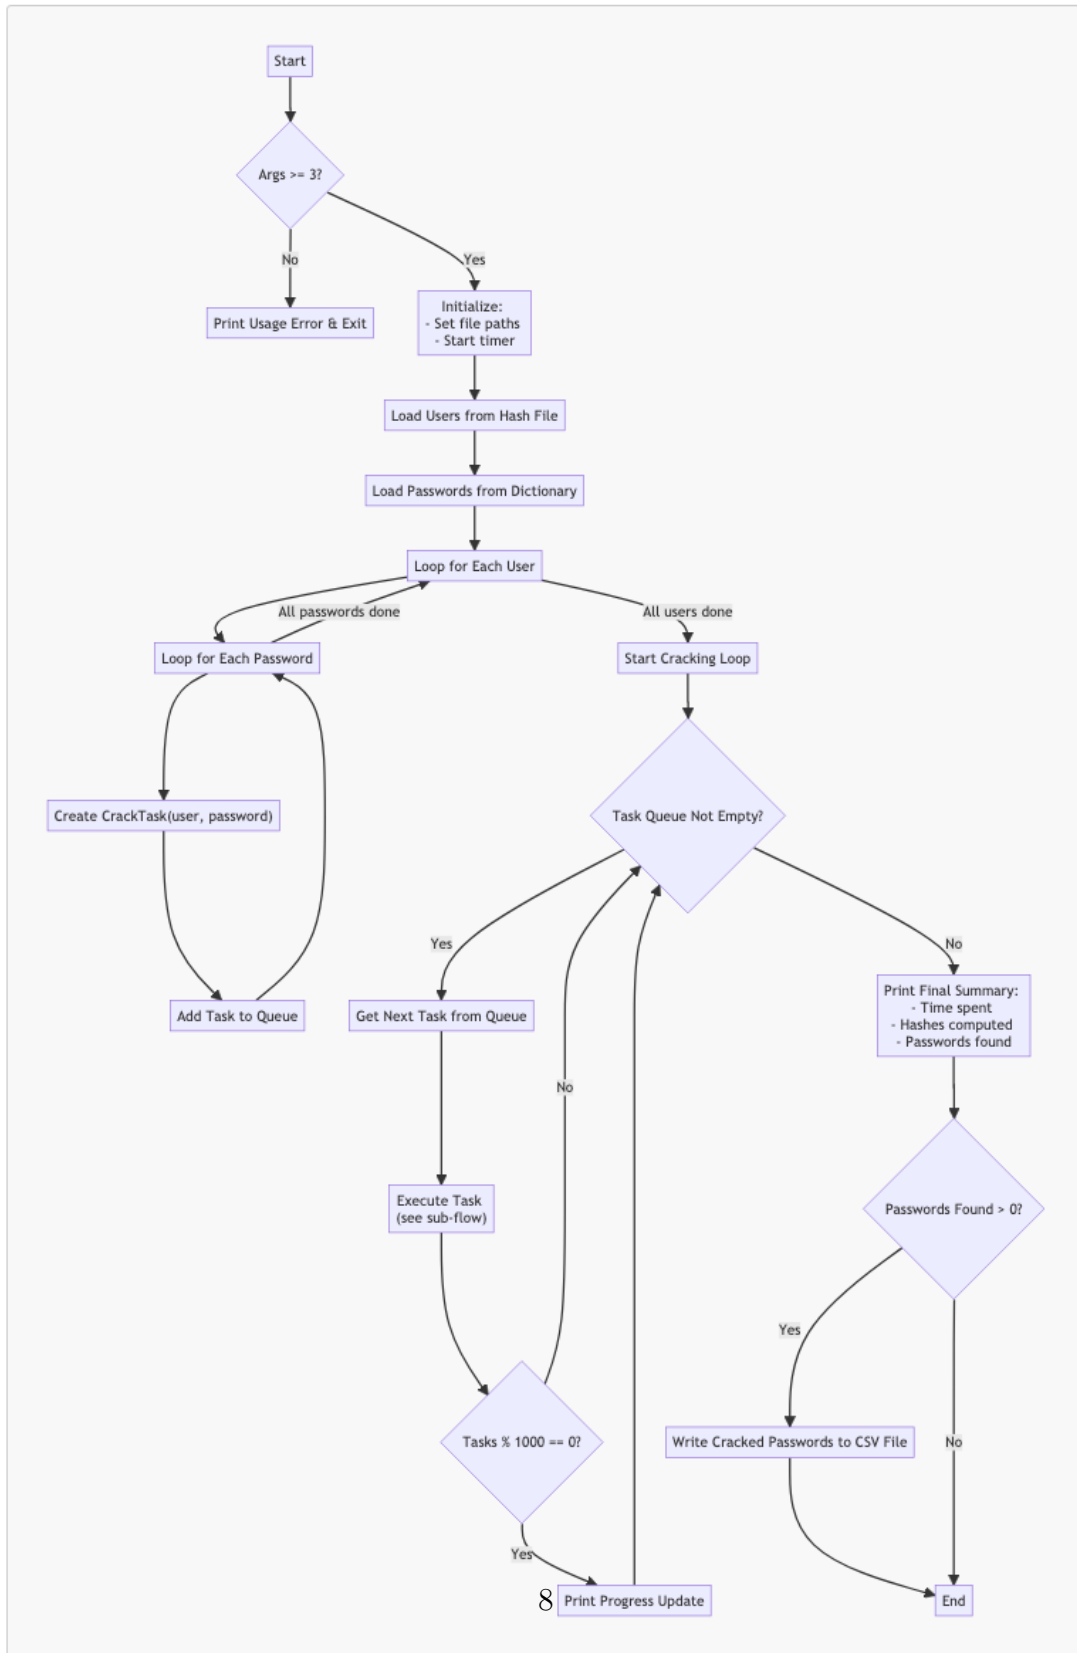 Start
Args >= 3?
No
Yes
Print Usage Error & Exit
Initialize:
- Set file paths
- Start timer
Load Users from Hash File
Load Passwords from Dictionary
Loop for Each User
All passwords done
All users done
Loop for Each Password
Start Cracking Loop
Create CrackTask(user, password)
Task Queue Not Empty?
Yes
No
Add Task to Queue
Get Next Task from Queue
Print Final Summary:
- Time spent
- Hashes computed
- Passwords found
No
Execute Task
(see sub-flow)
Passwords Found > 0?
Yes
Tasks % 1000 == 0?
Write Cracked Passwords to CSV File
No
Yes
8
Print Progress Update
End